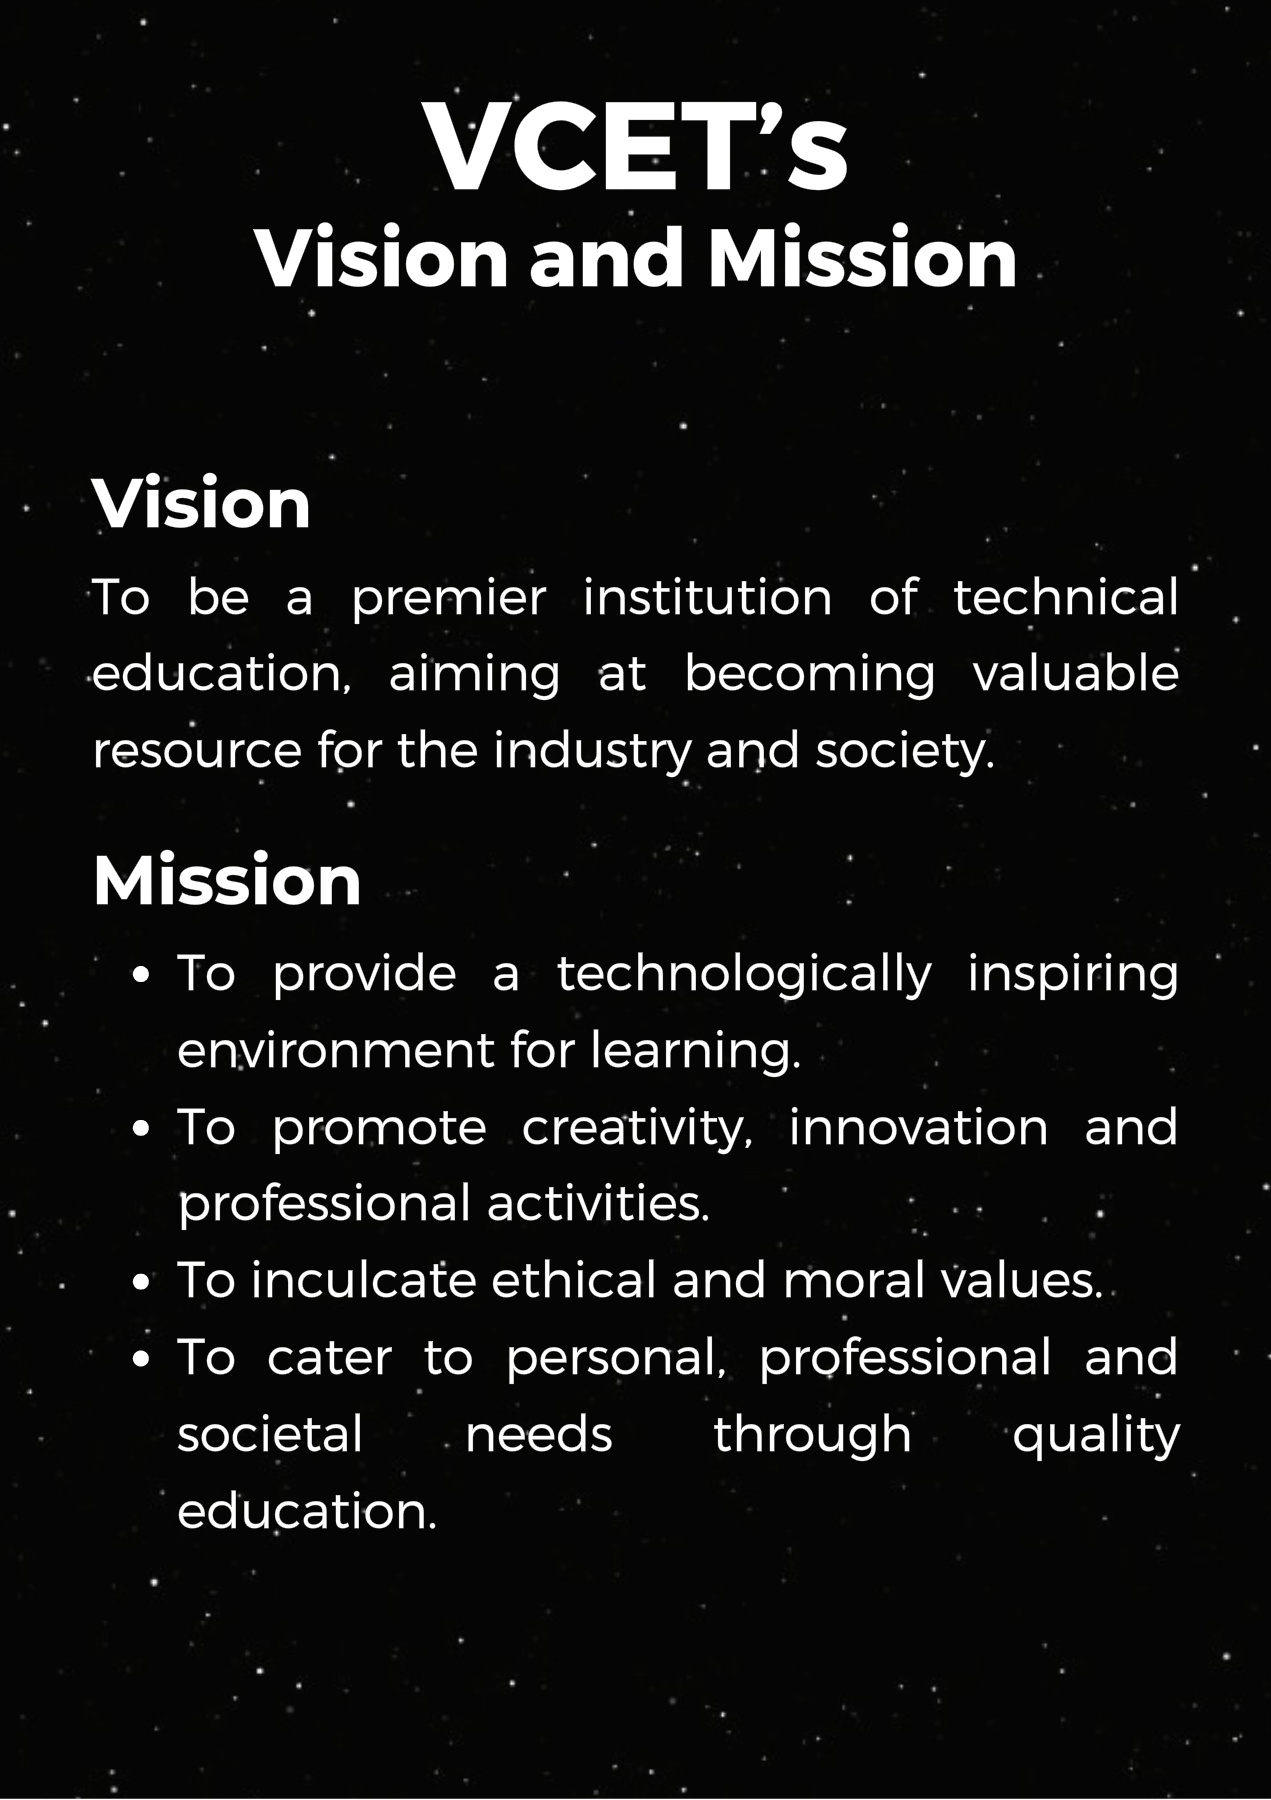 VCET’s
Vision and Mission
Vision
To be a premier institution of technical
education, aiming at becoming valuable
resource for the industry and society.
Mission
• To provide a technologically inspiring
environment for learning.
• To promote creativity, innovation and
professional activities.
• To inculcate ethical and moral values.
• To cater to personal, professional and
societal needs through quality
education.